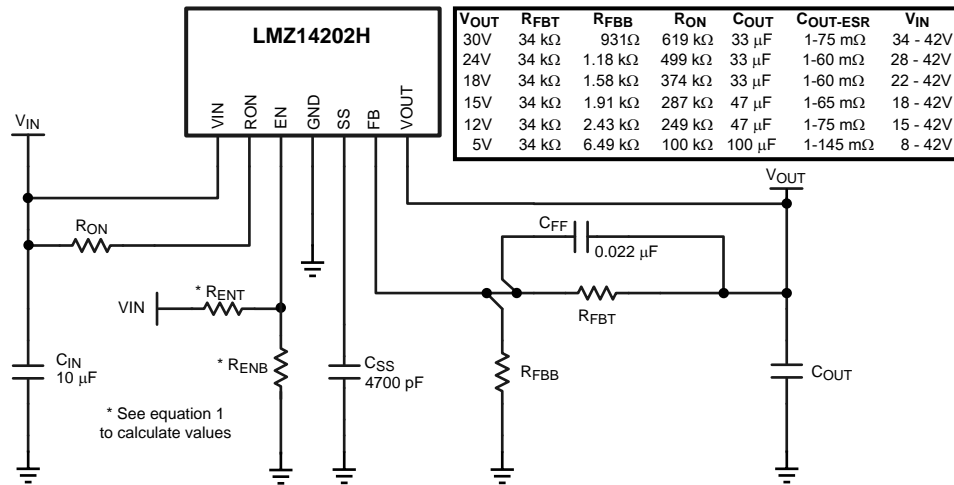 LMZ14202H
VIN RON EN GND SS FB VOUT
VOUT RFBT RFBB RON COUT COUT-ESR VIN
30V 34 kΩ 931Ω 619 kΩ 33 μF 1-75 mΩ 34 - 42V
24V 34 kΩ 1.18 kΩ 499 kΩ 33 μF 1-60 mΩ 28 - 42V
18V 34 kΩ 1.58 kΩ 374 kΩ 33 μF 1-60 mΩ 22 - 42V
15V 34 kΩ 1.91 kΩ 287 kΩ 47 μF 1-65 mΩ 18 - 42V
12V 34 kΩ 2.43 kΩ 249 kΩ 47 μF 1-75 mΩ 15 - 42V
5V 34 kΩ 6.49 kΩ 100 kΩ 100 μF 1-145 mΩ 8 - 42V
VIN
VOUT
RON
CFF
0.022 μF
VIN
* RENT
RFBT
CIN
10 μF
* RENB
CSS
4700 pF
RFBB
COUT
* See equation 1
to calculate values